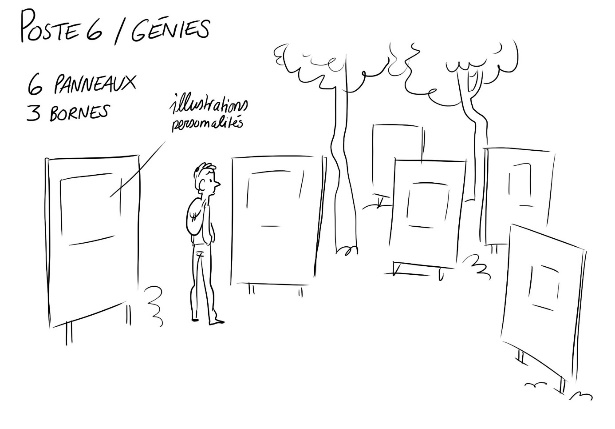 POSTE 6 / GÉNIES
6 PANNEAUX
3 BORNES
illustrations
personnalités